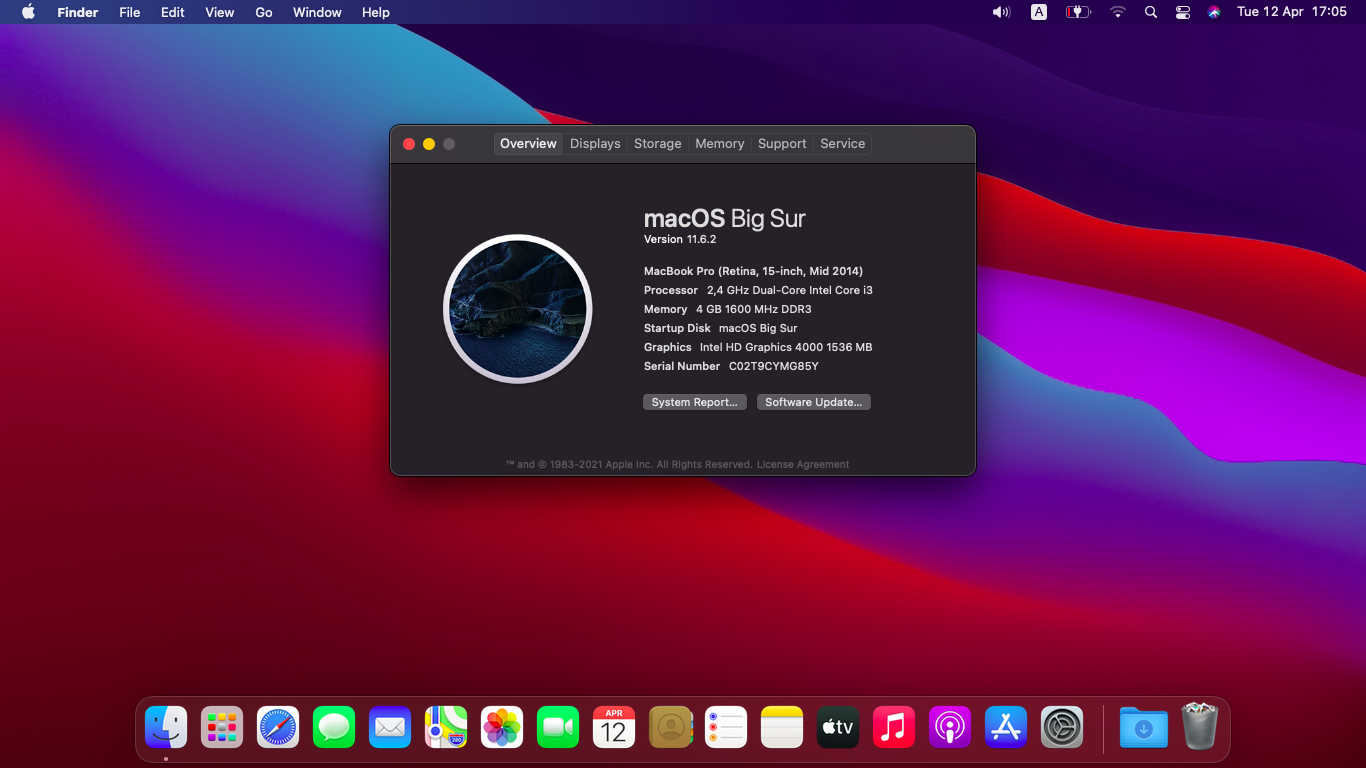 Finder File Edit View Go Window Help A Tue 12 Apr 17:05
Overview Displays Storage Memory Support Service
macOS Big Sur
Version 11.6.2
MacBook Pro (Retina, 15-inch, Mid 2014)
Processor 2,4 GHz Dual-Core Intel Core i3
Memory 4 GB 1600 MHz DDR3
Startup Disk macOS Big Sur
Graphics Intel HD Graphics 4000 1536 MB
Serial Number C02T9CYMG85Y
System Report... Software Update...
™ and © 1983-2021 Apple Inc. All Rights Reserved. License Agreement
APR
12
tv
280